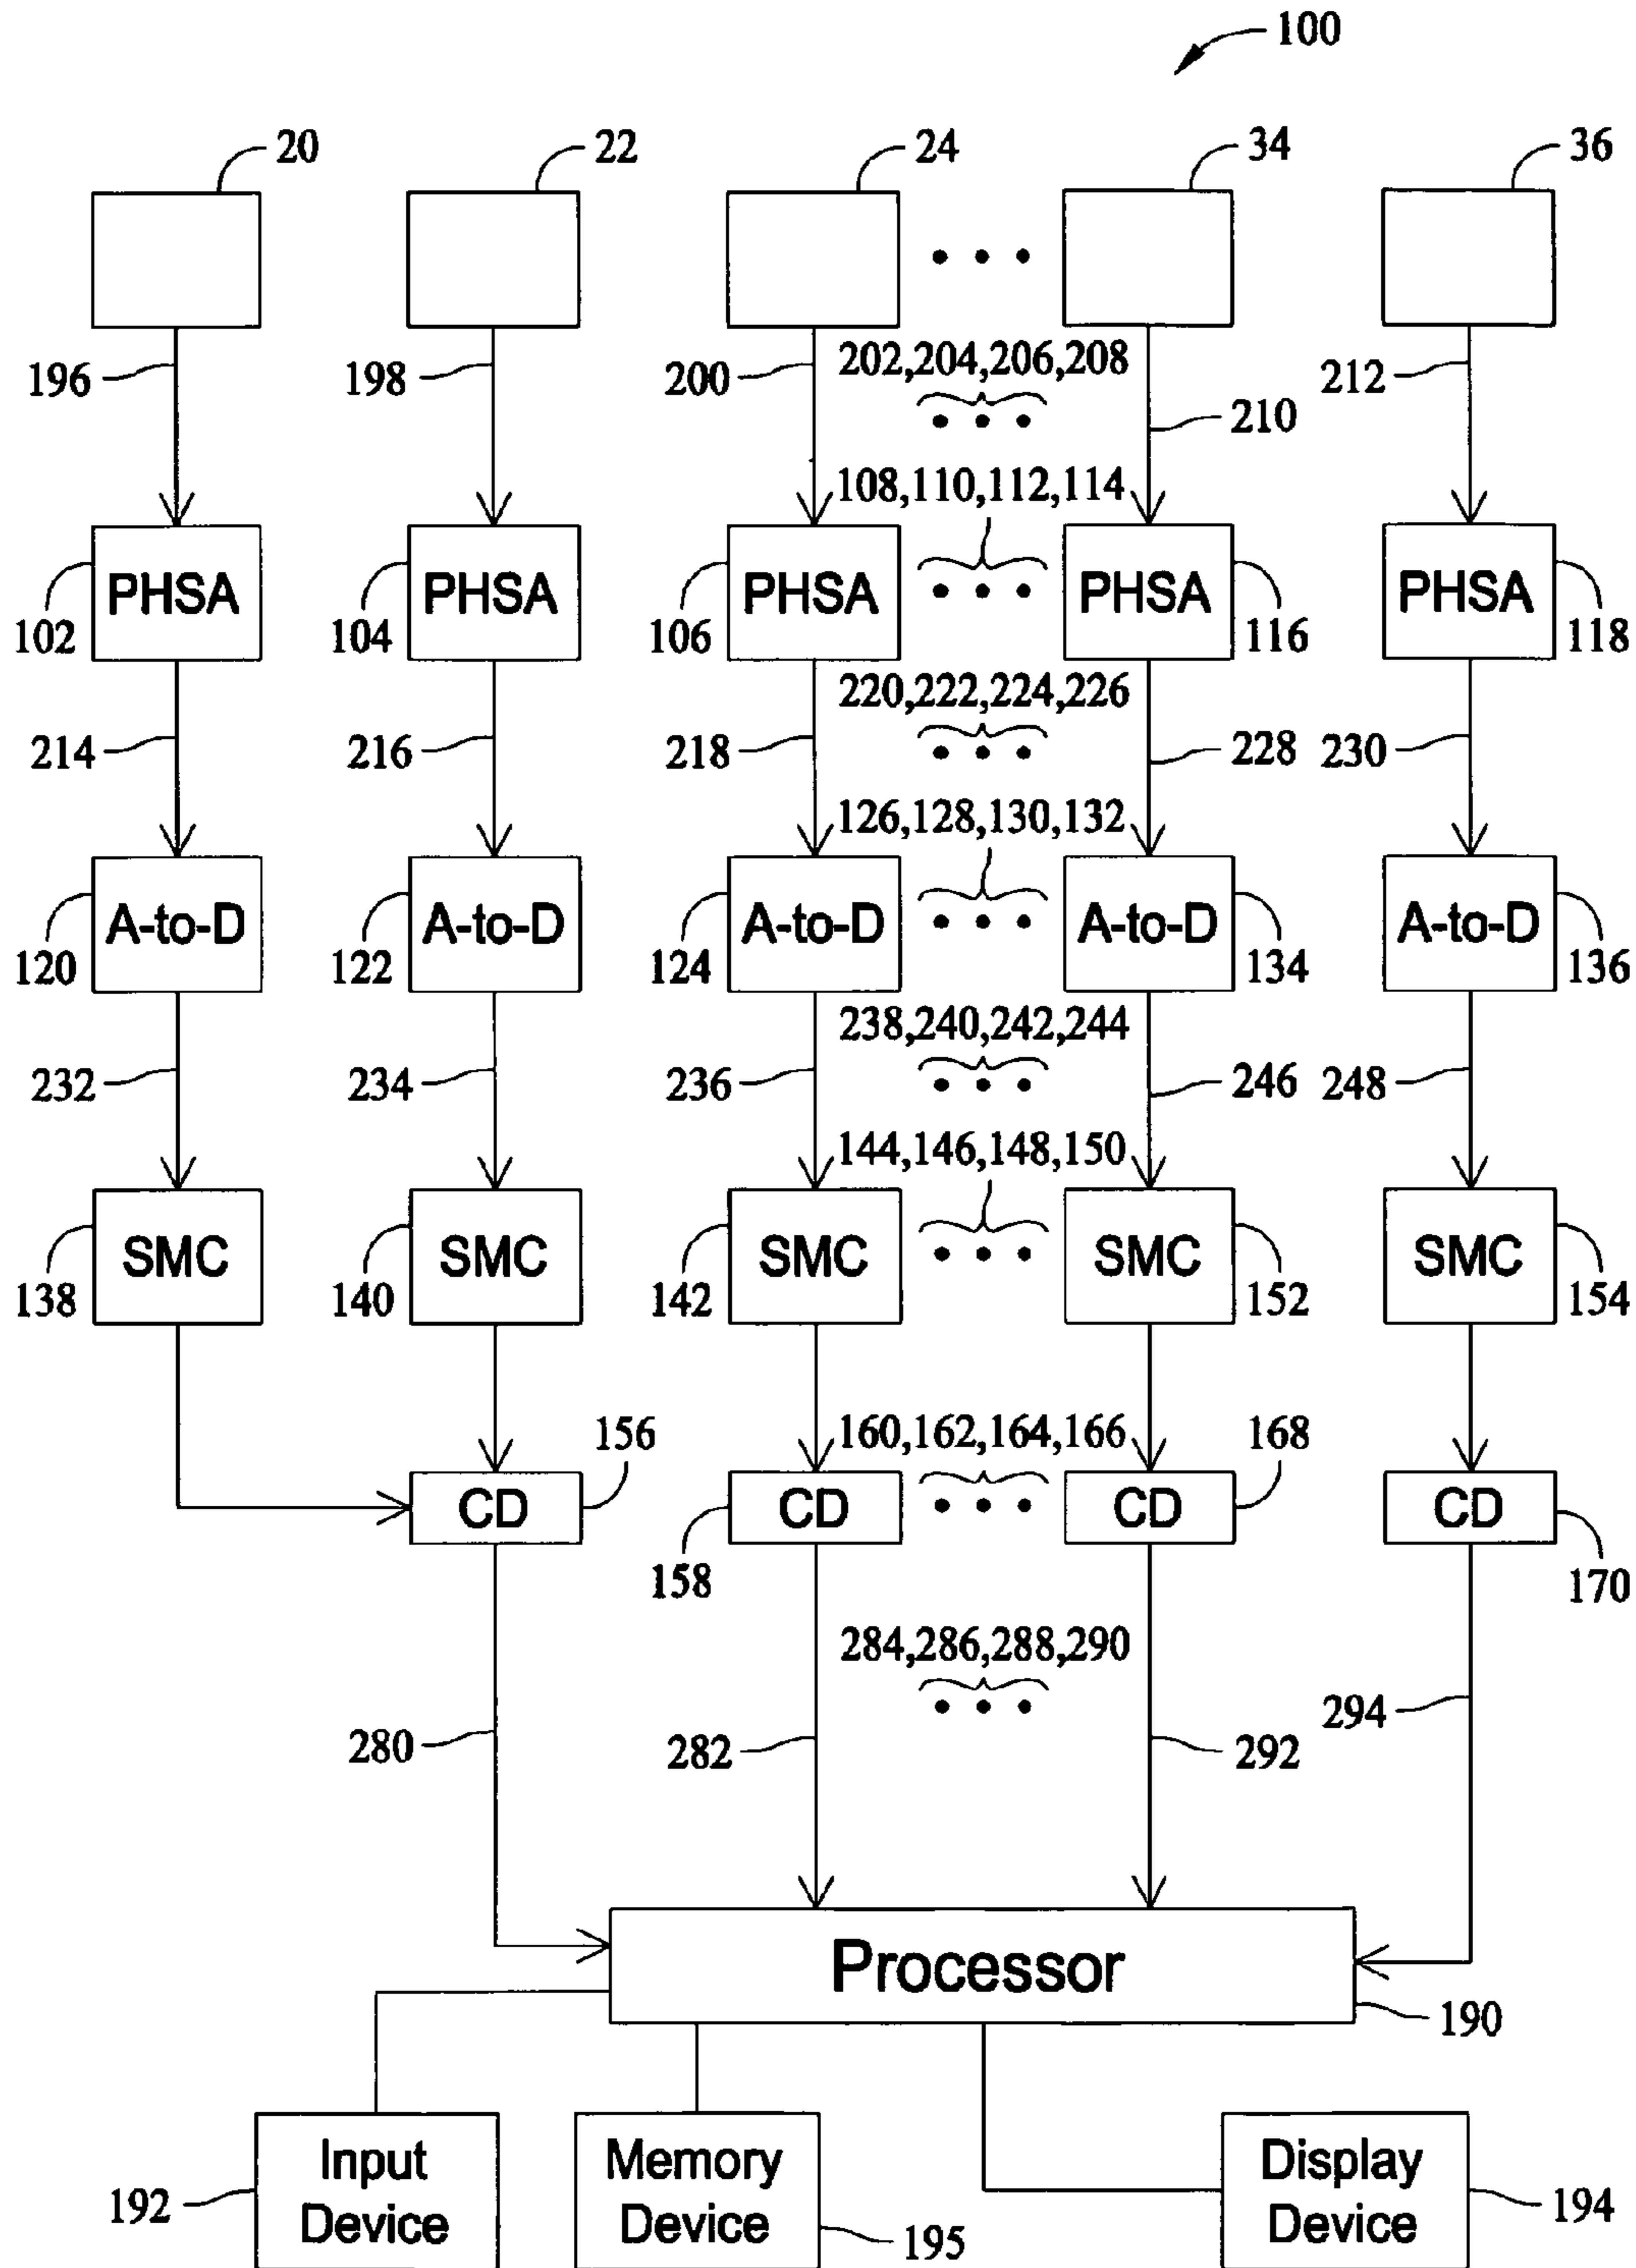 100
20 22 24 34 36
196 198 200 202,204,206,208 210 212
108,110,112,114
PHSA PHSA PHSA PHSA PHSA
102 104 106 116 118
220,222,224,226
214 216 218 228 230
126,128,130,132
A-to-D A-to-D A-to-D A-to-D A-to-D
120 122 124 134 136
238,240,242,244
232 234 236 246 248
144,146,148,150
SMC SMC SMC SMC SMC
138 140 142 152 154
156 160,162,164,166 168
CD CD CD CD
158 170
284,286,288,290
280 282 292 294
Processor
190
Input Device
192
Memory Device
195
Display Device
194